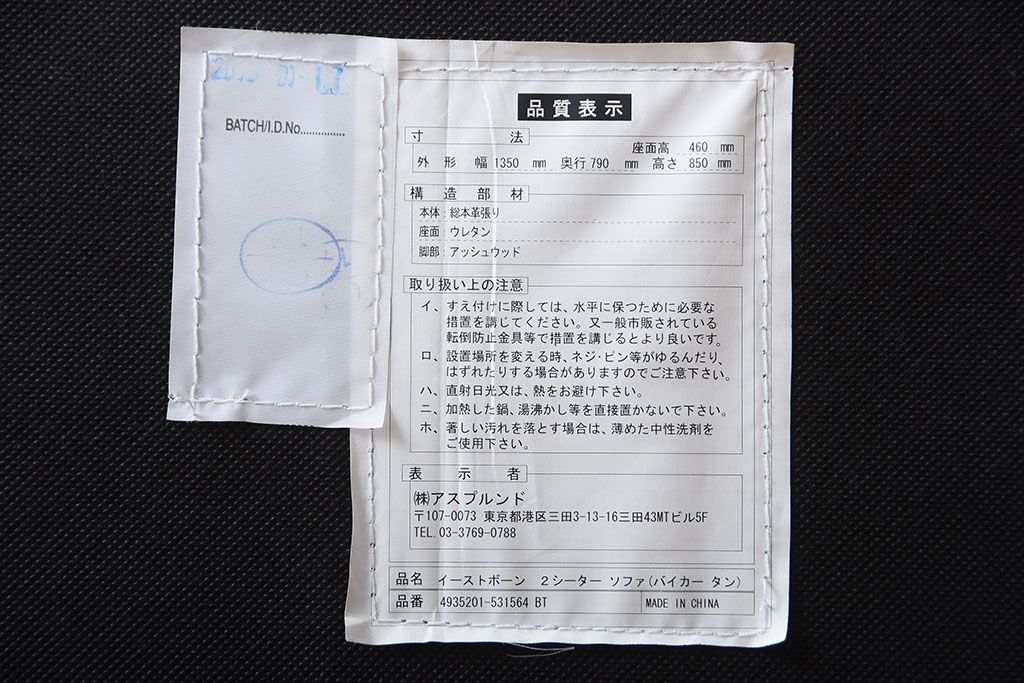 BATCH/I.D.No...............
品質表示
寸法
座面高 460 mm
外形 幅1350 mm 奥行790 mm 高さ 850 mm
構造部材
本体:総本革張り
座面:ウレタン
脚部:アッシュウッド
取り扱い上の注意
イ、すえ付けに際しては、水平に保つために必要な
措置を講じてください。又一般市販されている
転倒防止金具等で措置を講じるとより良いです。
ロ、設置場所を変える時、ネジ・ピン等がゆるんだり、
はずれたりする場合がありますのでご注意下さい。
ハ、直射日光又は、熱をお避け下さい。
ニ、加熱した鍋、湯沸かし等を直接置かないで下さい。
ホ、著しい汚れを落とす場合は、薄めた中性洗剤を
ご使用下さい。
表示者
㈱アスプルンド
〒107-0073 東京都港区三田3-13-16三田43MTビル5F
TEL.03-3769-0788
品名 イーストボーン 2シーター ソファ(バイカー タン)
品番 4935201-531564 BT MADE IN CHINA